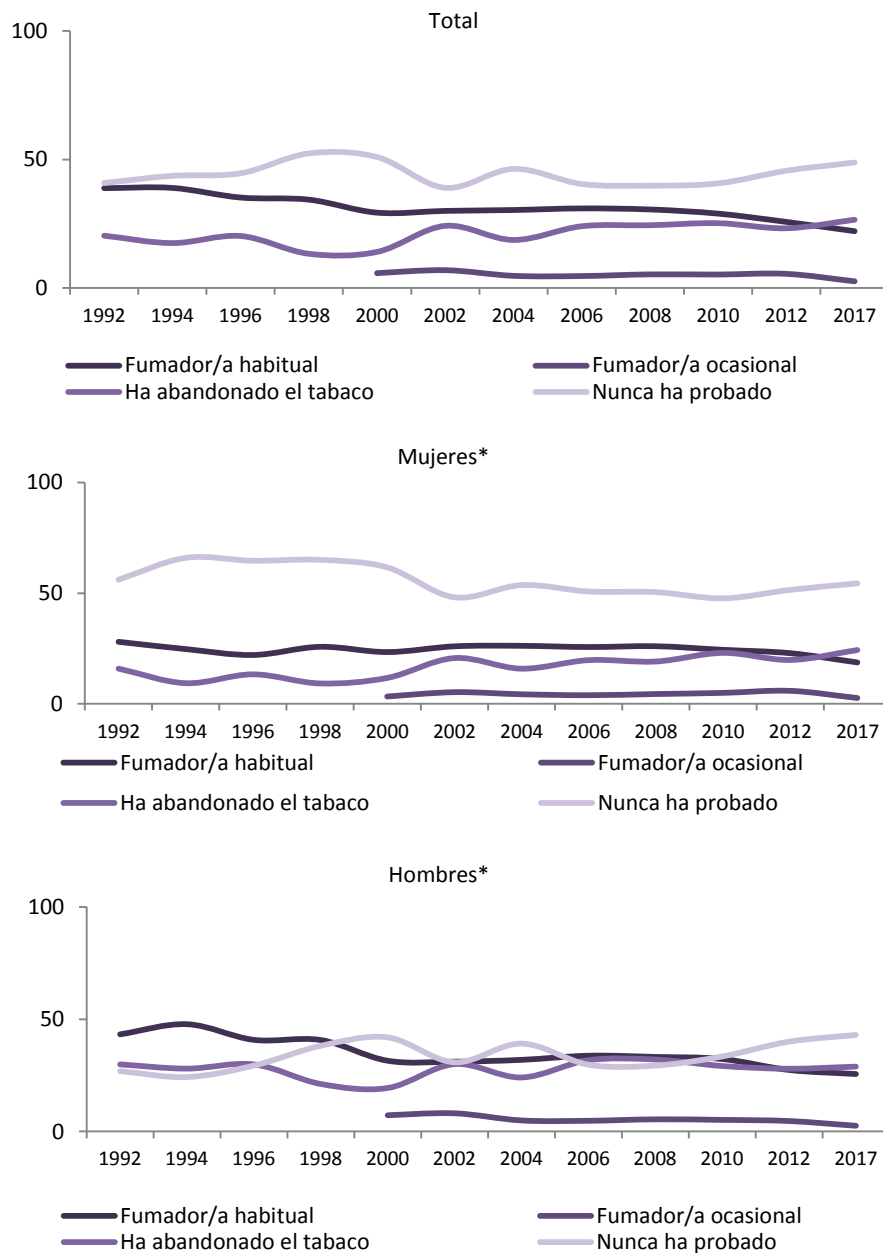 Total
100
50
0
1992 1994 1996 1998 2000 2002 2004 2006 2008 2010 2012 2017
Fumador/a habitual Fumador/a ocasional
Ha abandonado el tabaco Nunca ha probado
Mujeres*
100
50
0
1992 1994 1996 1998 2000 2002 2004 2006 2008 2010 2012 2017
Fumador/a habitual Fumador/a ocasional
Ha abandonado el tabaco Nunca ha probado
Hombres*
100
50
0
1992 1994 1996 1998 2000 2002 2004 2006 2008 2010 2012 2017
Fumador/a habitual Fumador/a ocasional
Ha abandonado el tabaco Nunca ha probado